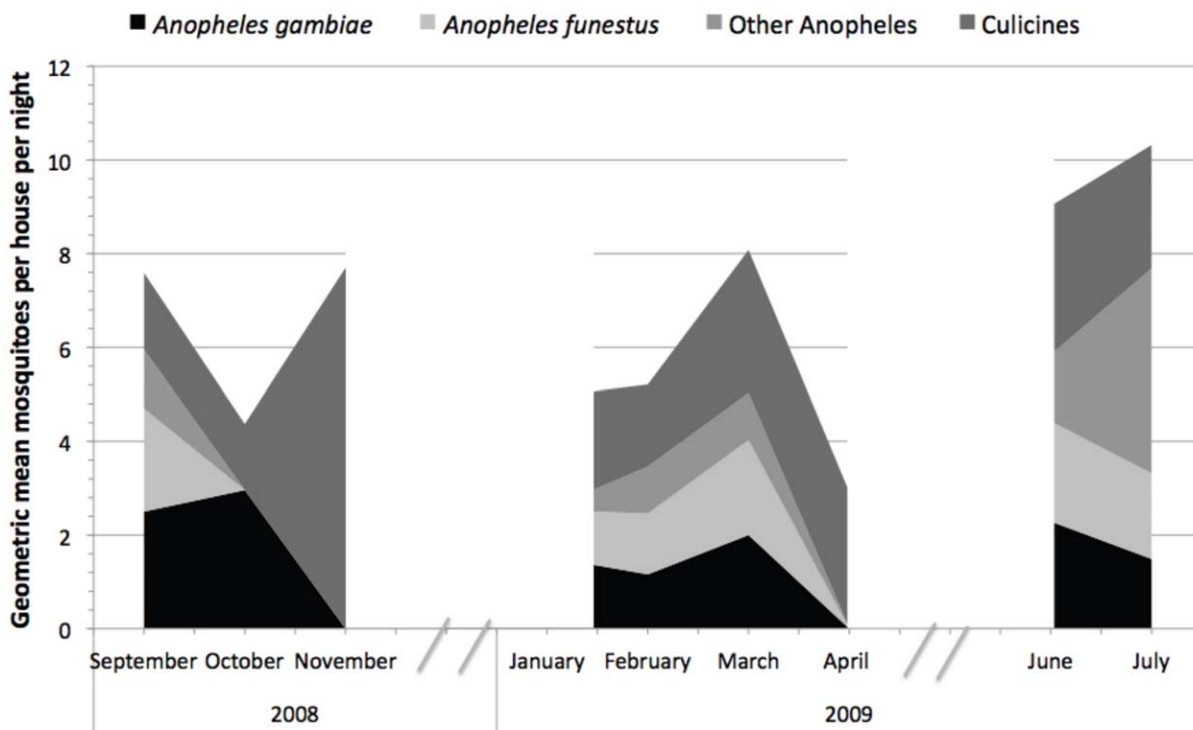 Anopheles gambiae Anopheles funestus Other Anopheles Culicines
Geometric mean mosquitoes per house per night
12
10
8
6
4
2
0
September October November January February March April June July
2008 2009